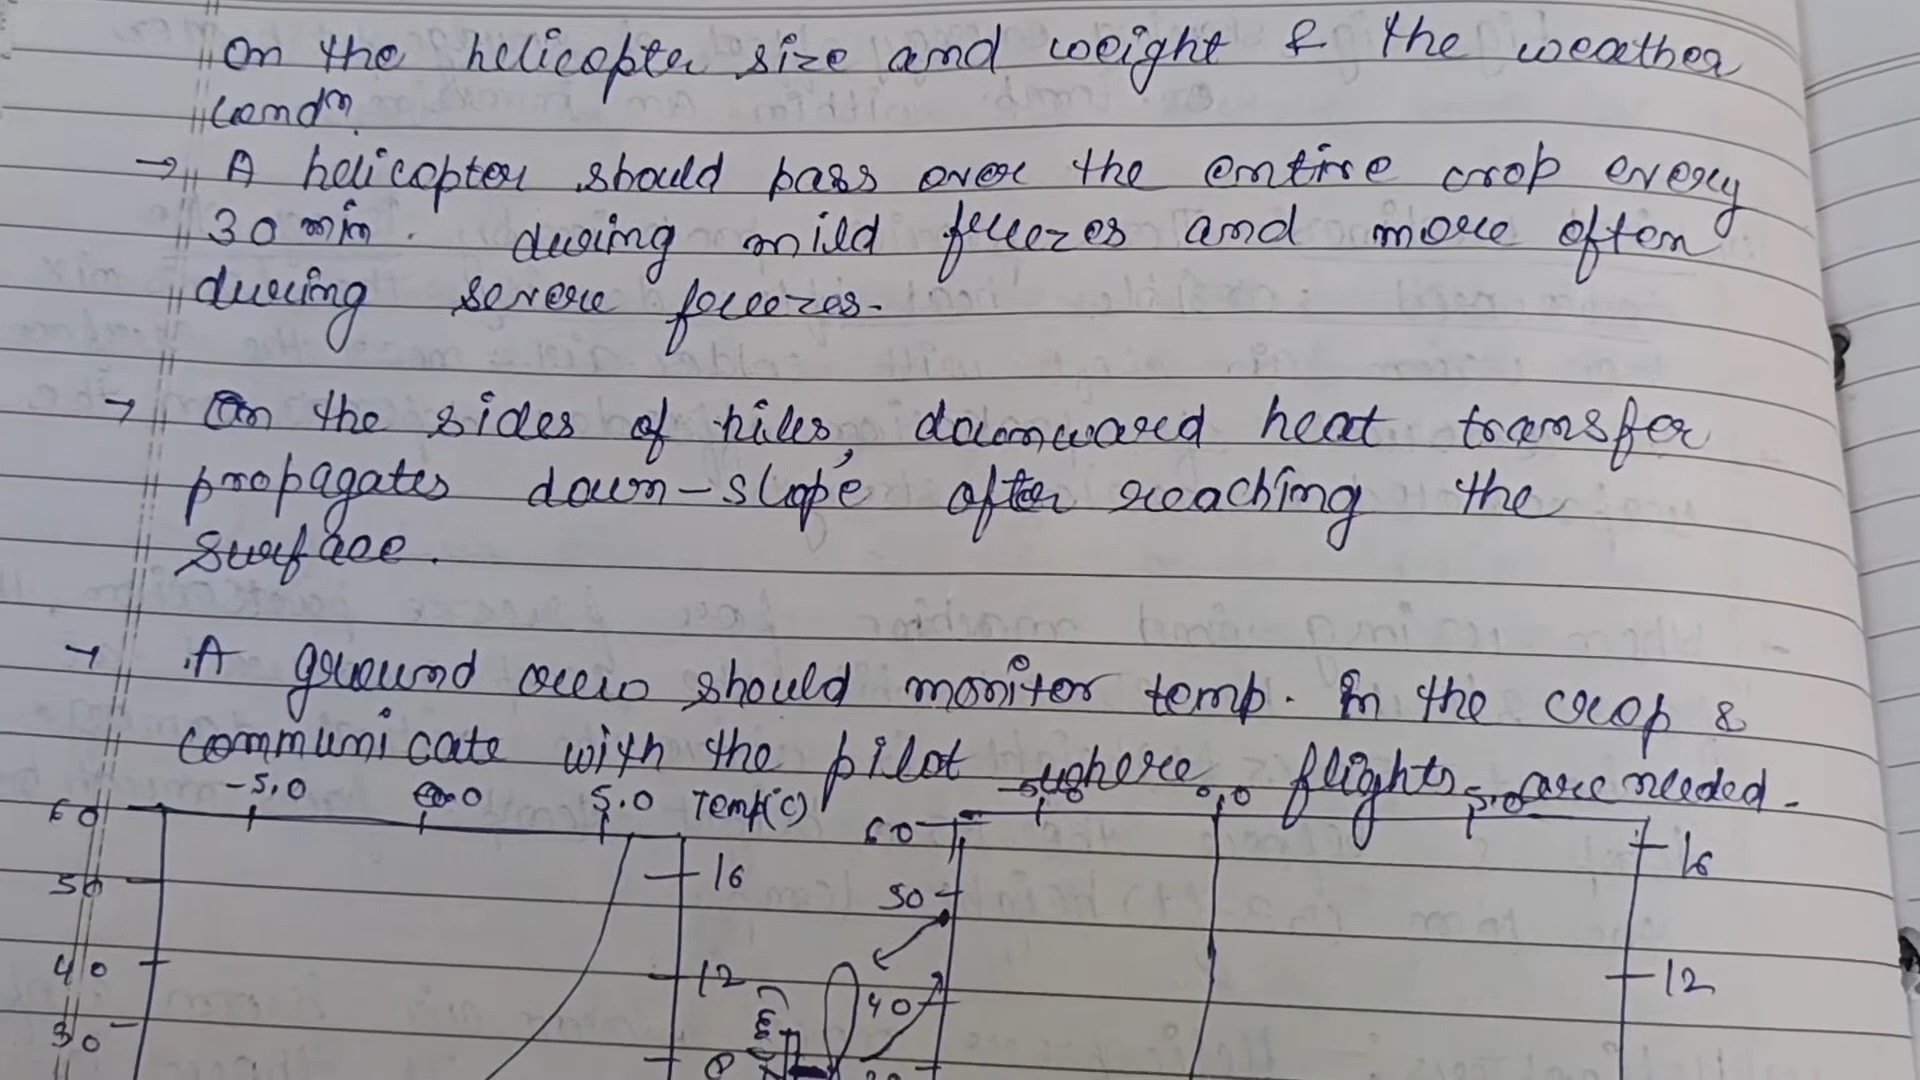 on the helicopter size and weight & the weather
condn.
→ A helicopter should pass over the entire crop every
30 min. during mild freezes and more often
during severe freezes.
→ On the sides of hills, downward heat transfer
propagates down-slope after reaching the
surface.
→ A ground crew should monitor temp. in the crop &
communicate with the pilot where flights are needed.
-5.0 0 5.0 Temp(°C)
60 60 16
50 16 50
40 12 40 12
30 8